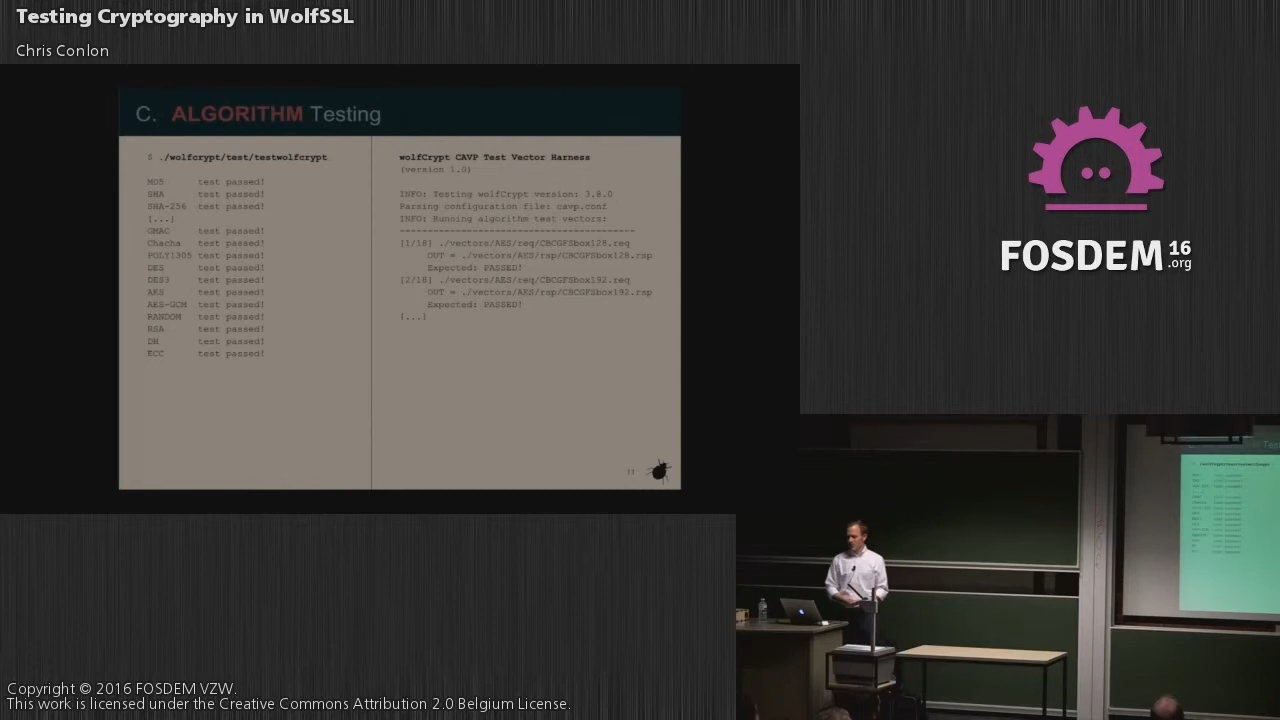 Testing Cryptography in WolfSSL
Chris Conlon
C. ALGORITHM Testing
$ ./wolfcrypt/test/testwolfcrypt
MD5 test passed!
SHA test passed!
SHA-256 test passed!
[...]
GMAC test passed!
Chacha test passed!
POLY1305 test passed!
DES test passed!
DES3 test passed!
AES test passed!
AES-GCM test passed!
RANDOM test passed!
RSA test passed!
DH test passed!
ECC test passed!
wolfCrypt CAVP Test Vector Harness
(version 1.0)
INFO: Testing wolfCrypt version: 3.8.0
Parsing configuration file: cavp.conf
INFO: Running algorithm test vectors:
----------------------------------------
[1/18] ./vectors/AES/req/CBCGFSbox128.req
OUT = ./vectors/AES/rsp/CBCGFSbox128.rsp
Expected: PASSED!
[2/18] ./vectors/AES/req/CBCGFSbox192.req
OUT = ./vectors/AES/rsp/CBCGFSbox192.rsp
Expected: PASSED!
[...]
11
FOSDEM 16
.org
Copyright © 2016 FOSDEM VZW.
This work is licensed under the Creative Commons Attribution 2.0 Belgium License.